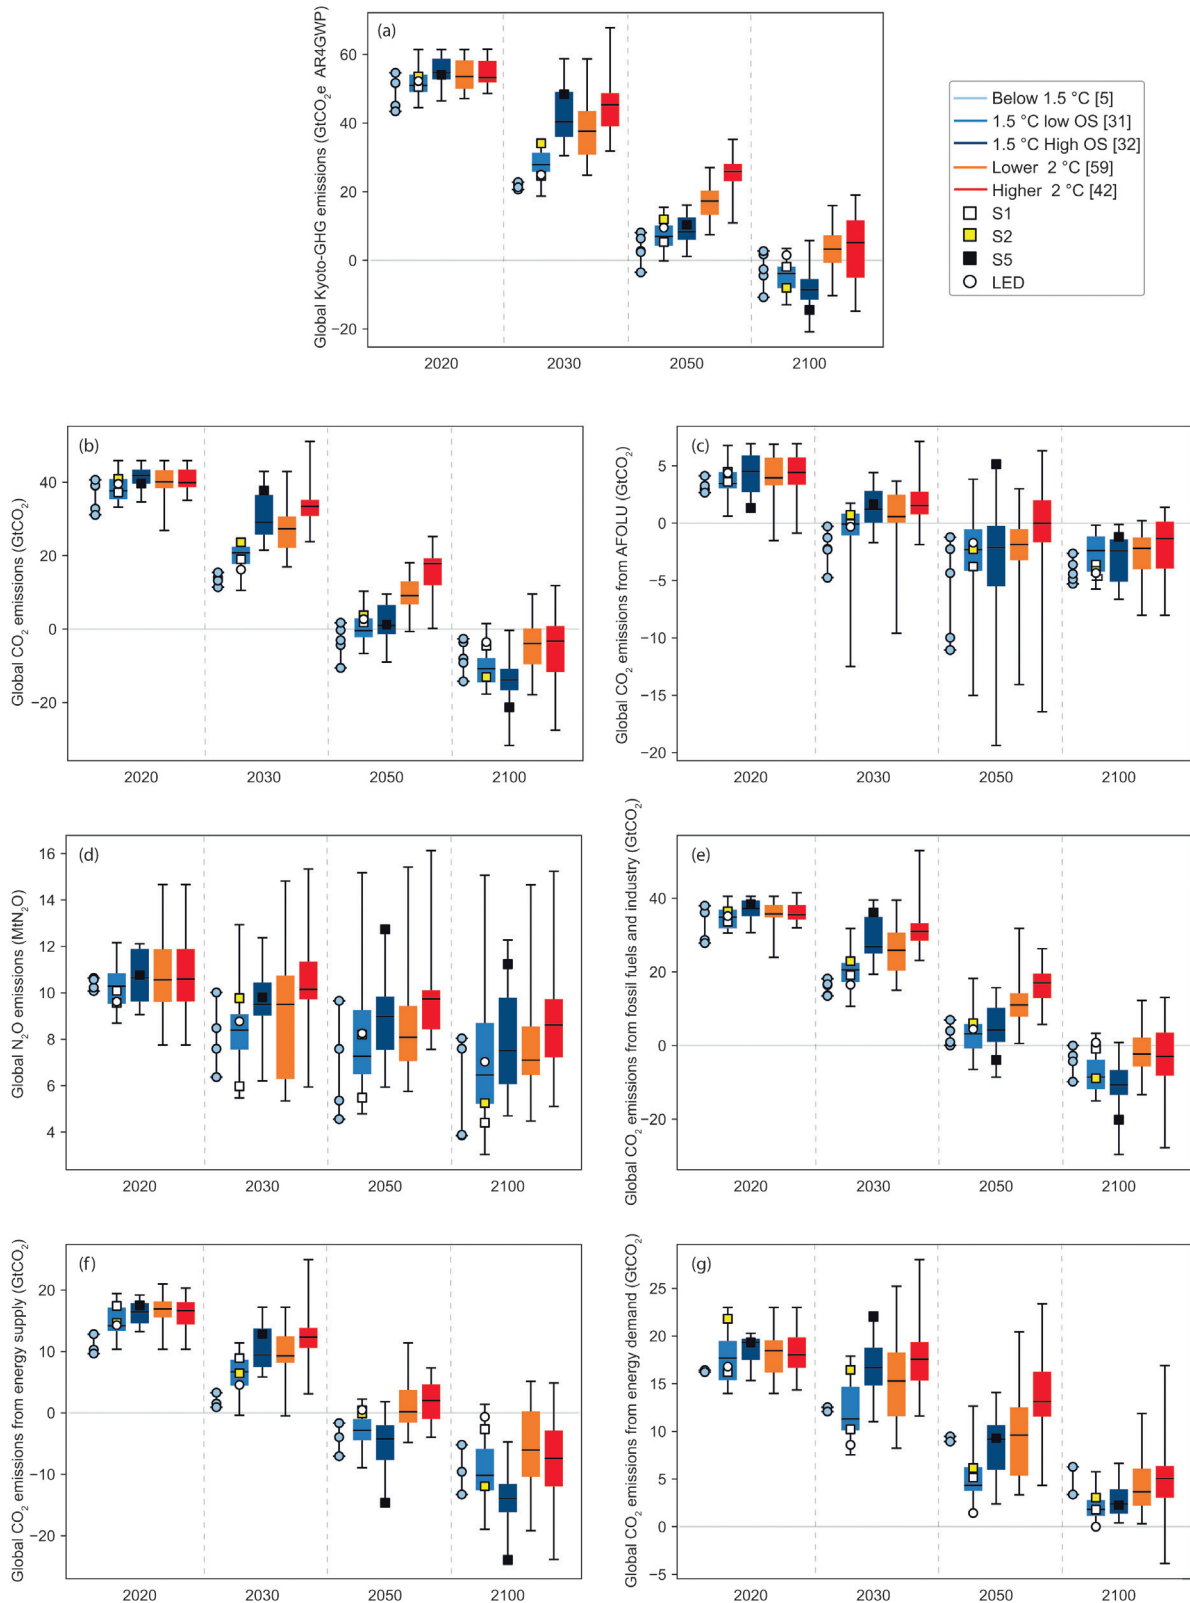 (a)
Global Kyoto-GHG emissions (GtCO₂e AR4GWP)
60
40
20
0
−20
2020 2030 2050 2100
Below 1.5 °C [5]
1.5 °C low OS [31]
1.5 °C High OS [32]
Lower 2 °C [59]
Higher 2 °C [42]
S1
S2
S5
LED
(b)
Global CO₂ emissions (GtCO₂)
40
20
0
−20
2020 2030 2050 2100
(c)
Global CO₂ emissions from AFOLU (GtCO₂)
5
0
−5
−10
−15
−20
2020 2030 2050 2100
(d)
Global N₂O emissions (MtN₂O)
16
14
12
10
8
6
4
2020 2030 2050 2100
(e)
Global CO₂ emissions from fossil fuels and industry (GtCO₂)
40
20
0
−20
2020 2030 2050 2100
(f)
Global CO₂ emissions from energy supply (GtCO₂)
20
10
0
−10
−20
2020 2030 2050 2100
(g)
Global CO₂ emissions from energy demand (GtCO₂)
25
20
15
10
5
0
−5
2020 2030 2050 2100